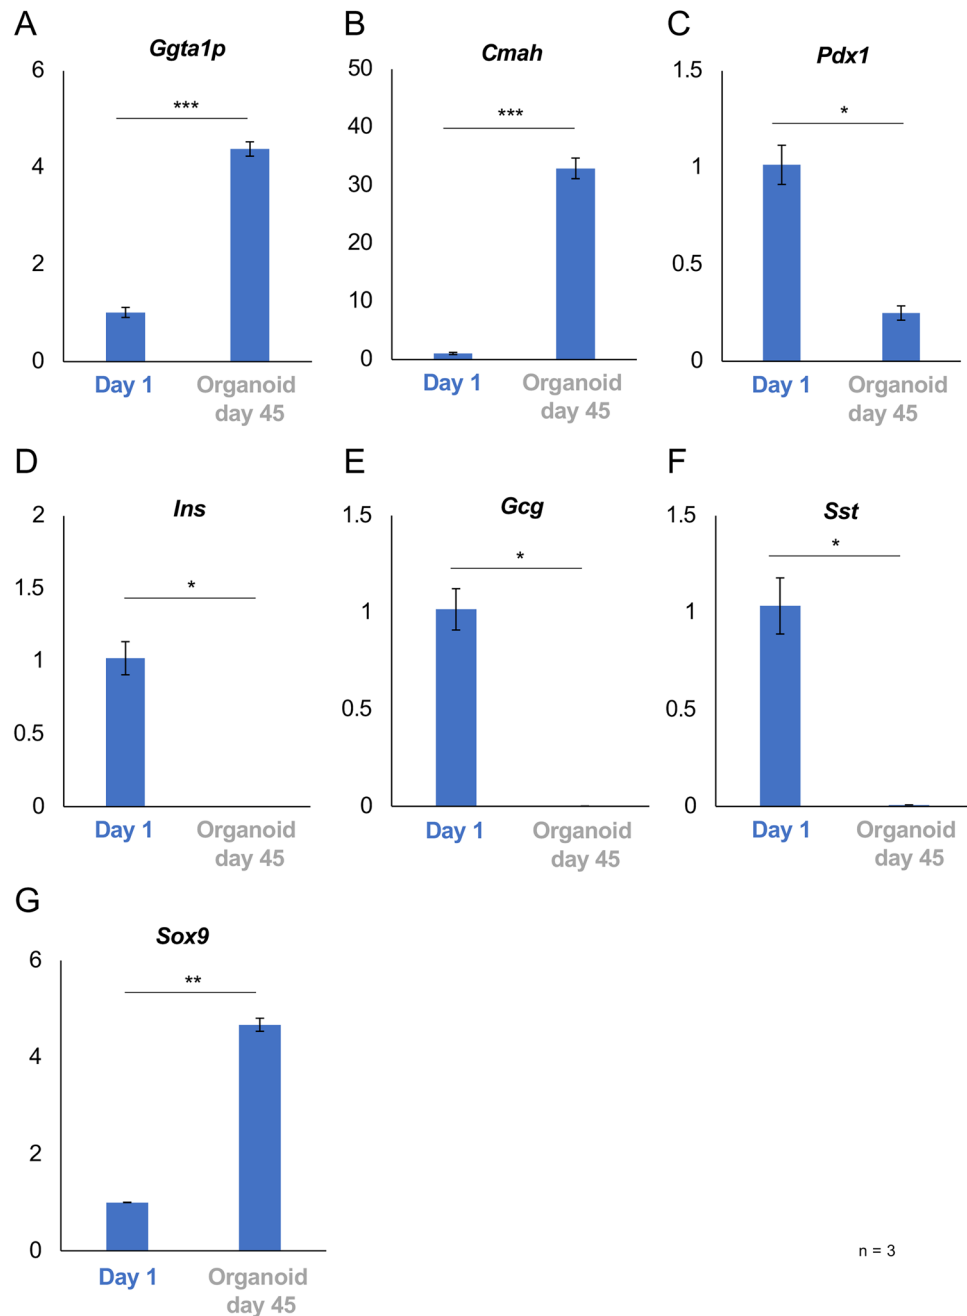 A
Ggta1p
6
4
2
0
***
Day 1
Organoid
day 45
B
Cmah
50
40
30
20
10
0
***
Day 1
Organoid
day 45
C
Pdx1
1.5
1
0.5
0
*
Day 1
Organoid
day 45
D
Ins
2
1.5
1
0.5
0
*
Day 1
Organoid
day 45
E
Gcg
1.5
1
0.5
0
*
Day 1
Organoid
day 45
F
Sst
1.5
1
0.5
0
*
Day 1
Organoid
day 45
G
Sox9
6
4
2
0
**
Day 1
Organoid
day 45
n = 3